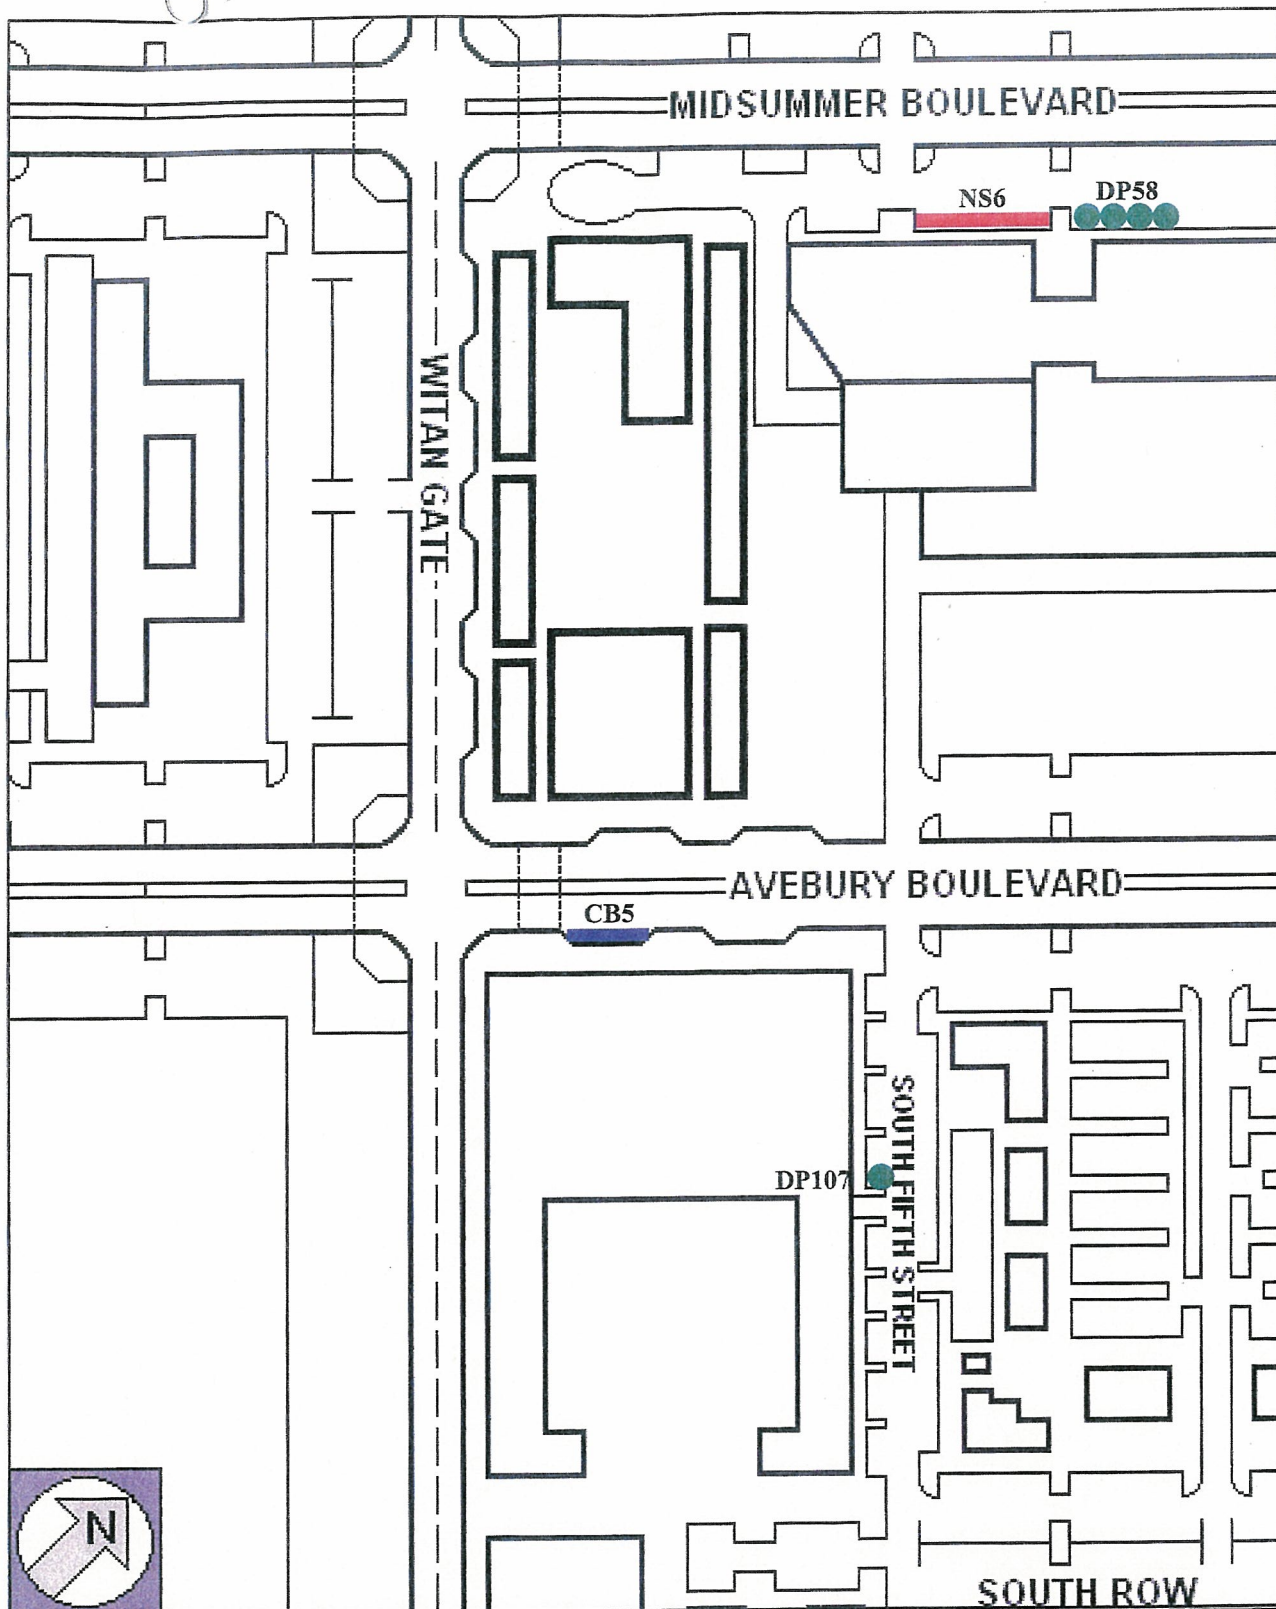 MIDSUMMER BOULEVARD
NS6
DP58
WITAN GATE
AVEBURY BOULEVARD
CB5
SOUTH FIFTH STREET
DP107
N
SOUTH ROW